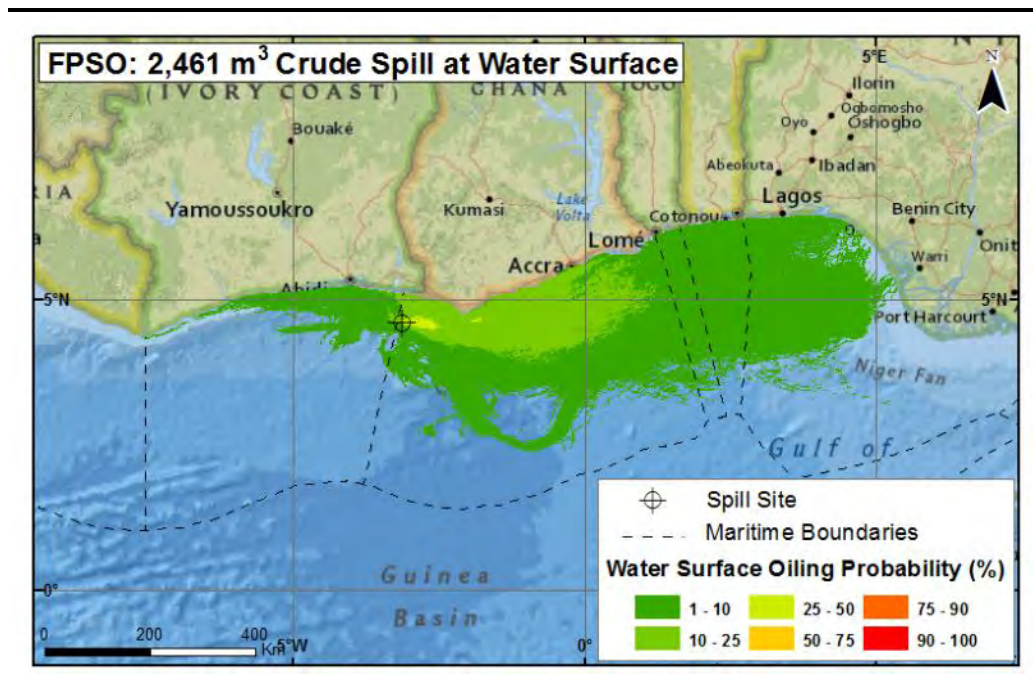 FPSO: 2,461 m³ Crude Spill at Water Surface
5°E
N
(IVORY COAST)
GHANA
TOGO
Ilorin
Ogbomosho
Oyo
Oshogbo
Bouaké
Abeokuta
Ibadan
RIA
Yamoussoukro
Kumasi
Lake
Volta
Cotonou
Lagos
Benin City
Lomé
Onit
Warri
Accra
Abidj
5°N
5°N
Port Harcourt
Niger Fan
Gulf of
Guinea
Basin
0°
0
200
400
Km
5°W
0°
Spill Site
Maritime Boundaries
Water Surface Oiling Probability (%)
1 - 10
25 - 50
75 - 90
10 - 25
50 - 75
90 - 100